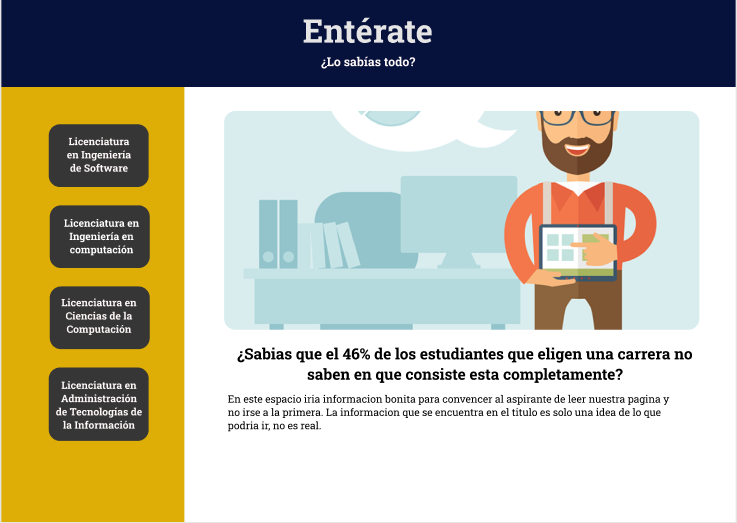 Entérate
¿Lo sabías todo?
Licenciatura
en Ingeniería
de Software
Licenciatura en
Ingeniería en
computación
Licenciatura en
Ciencias de la
Computación
Licenciatura en
Administración
de Tecnologías de
la Información
¿Sabias que el 46% de los estudiantes que eligen una carrera no
saben en que consiste esta completamente?
En este espacio iria informacion bonita para convencer al aspirante de leer nuestra pagina y
no irse a la primera. La informacion que se encuentra en el titulo es solo una idea de lo que
podria ir, no es real.